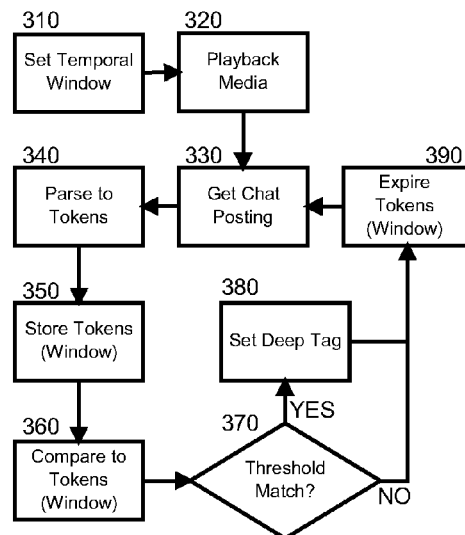 310
Set Temporal
Window
320
Playback
Media
330
Get Chat
Posting
340
Parse to
Tokens
350
Store Tokens
(Window)
360
Compare to
Tokens
(Window)
370
Threshold
Match?
YES
NO
380
Set Deep Tag
390
Expire
Tokens
(Window)